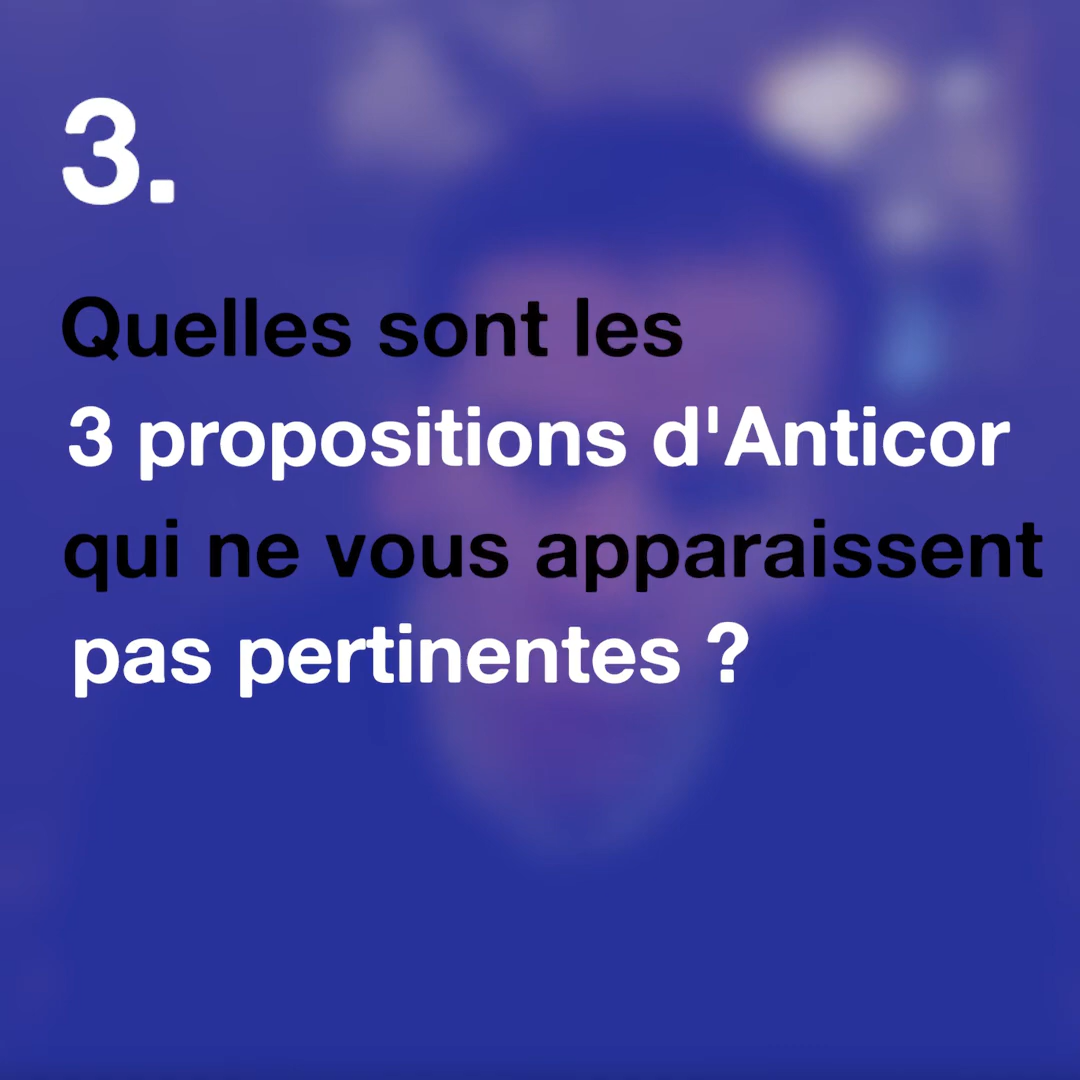 3.
Quelles sont les
3 propositions d'Anticor
qui ne vous apparaissent
pas pertinentes ?